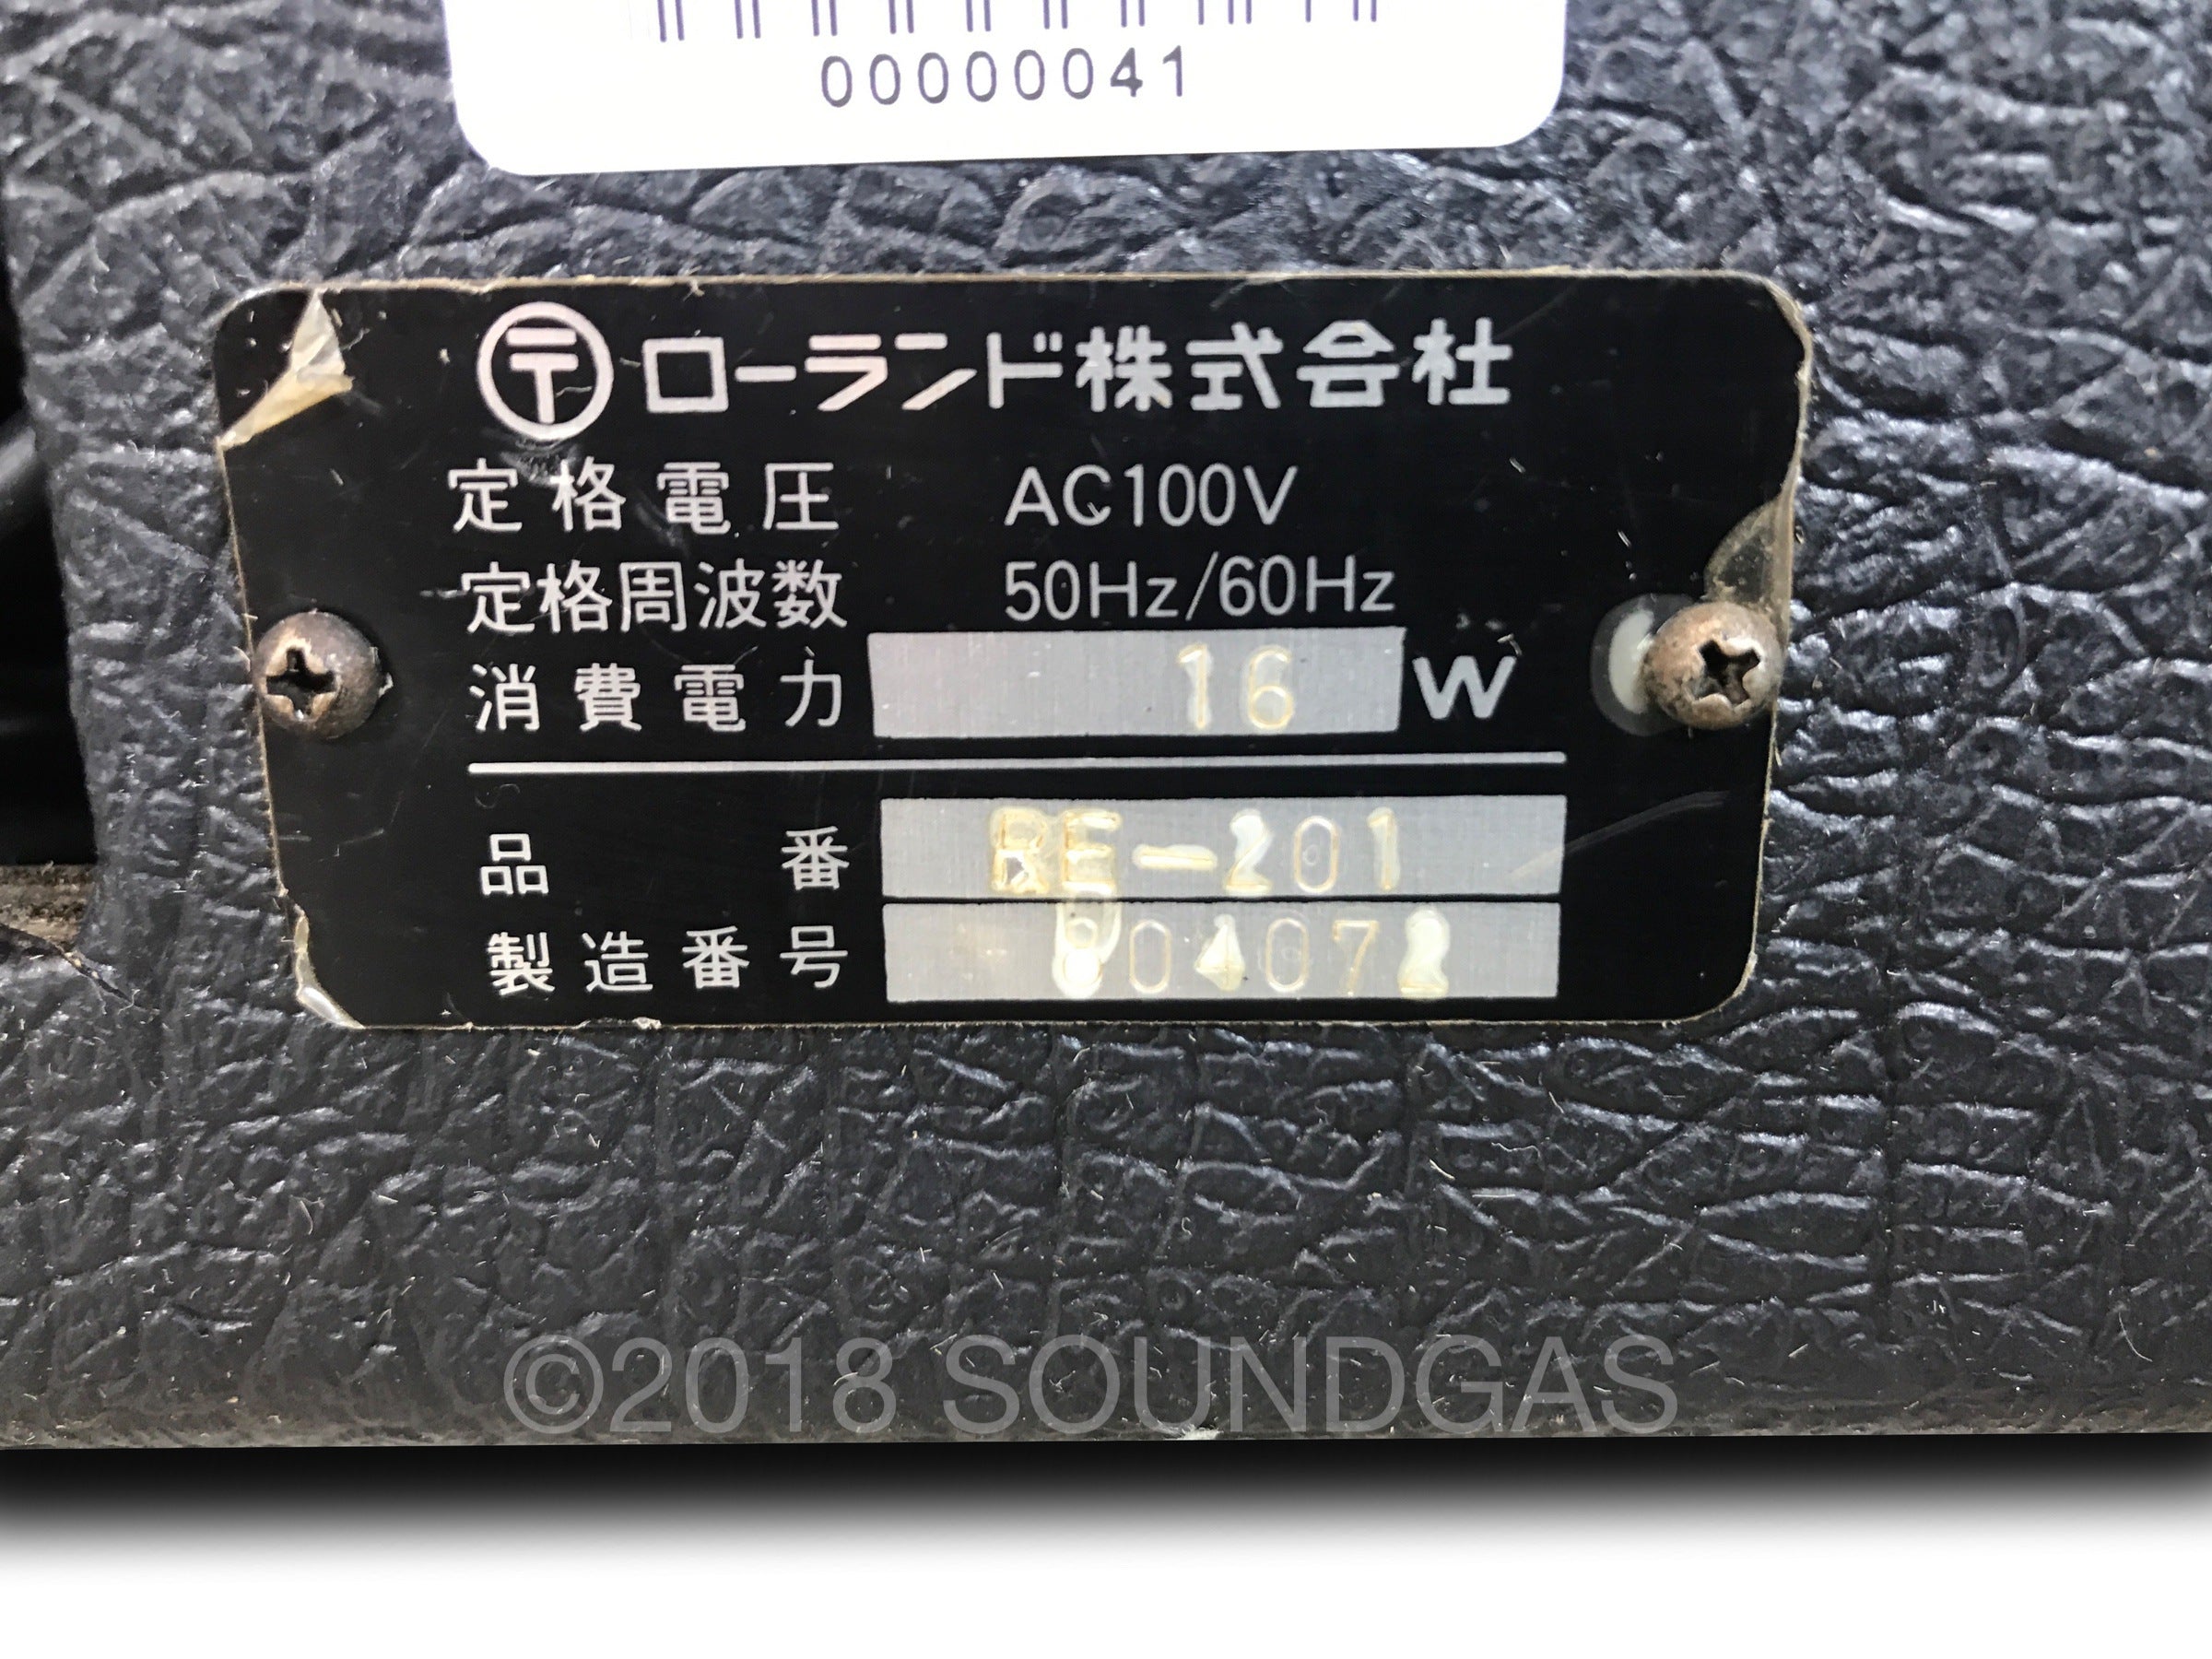 00000041
〒 ローランド株式会社
定格電圧 AC100V
定格周波数 50Hz/60Hz
消費電力 16 W
品番 RE-201
製造番号 804072
©2018 SOUNDGAS